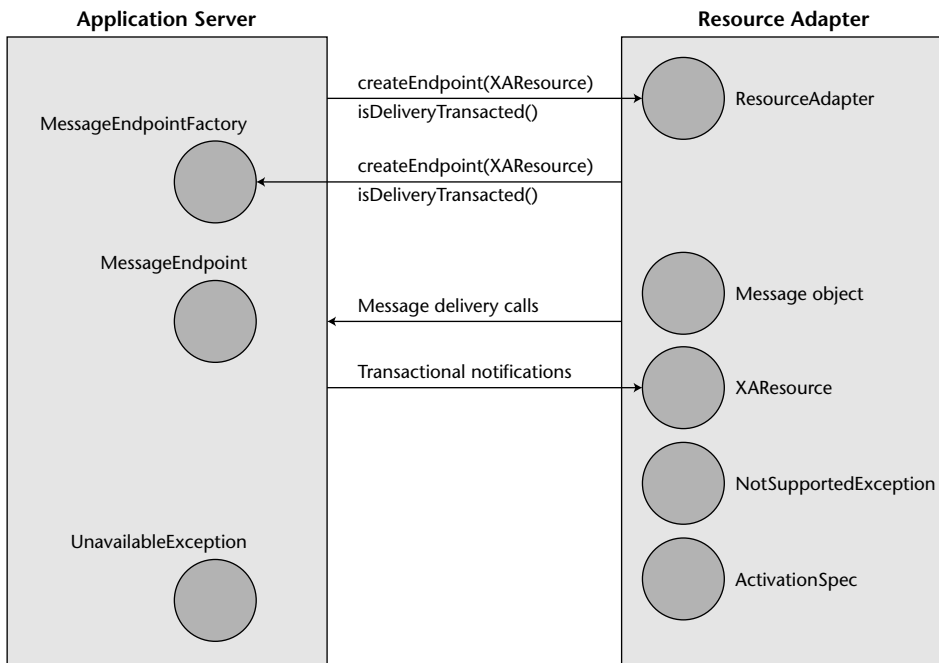 Application Server
Resource Adapter
createEndpoint(XAResource)
isDeliveryTransacted()
ResourceAdapter
MessageEndpointFactory
createEndpoint(XAResource)
isDeliveryTransacted()
MessageEndpoint
Message delivery calls
Message object
Transactional notifications
XAResource
NotSupportedException
UnavailableException
ActivationSpec